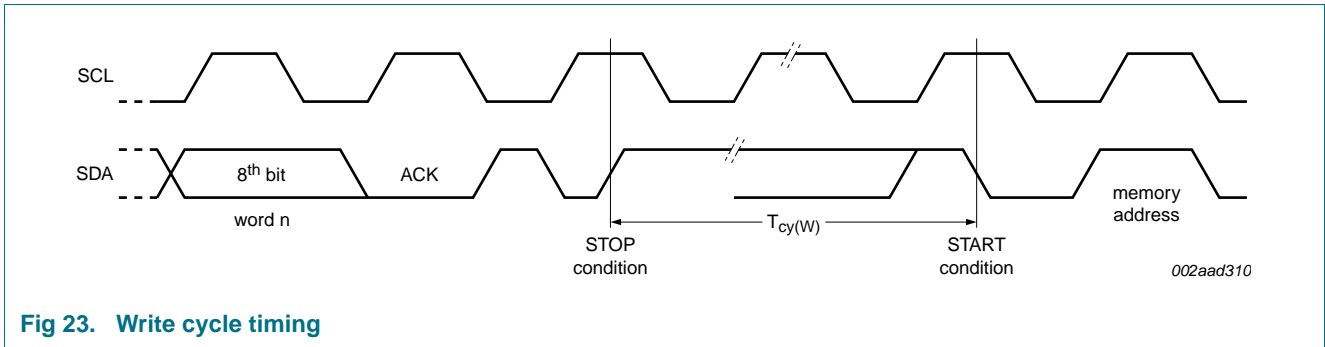 SCL
SDA
8th bit
ACK
word n
Tcy(W)
STOP
condition
START
condition
memory
address
002aad310
Fig 23. Write cycle timing